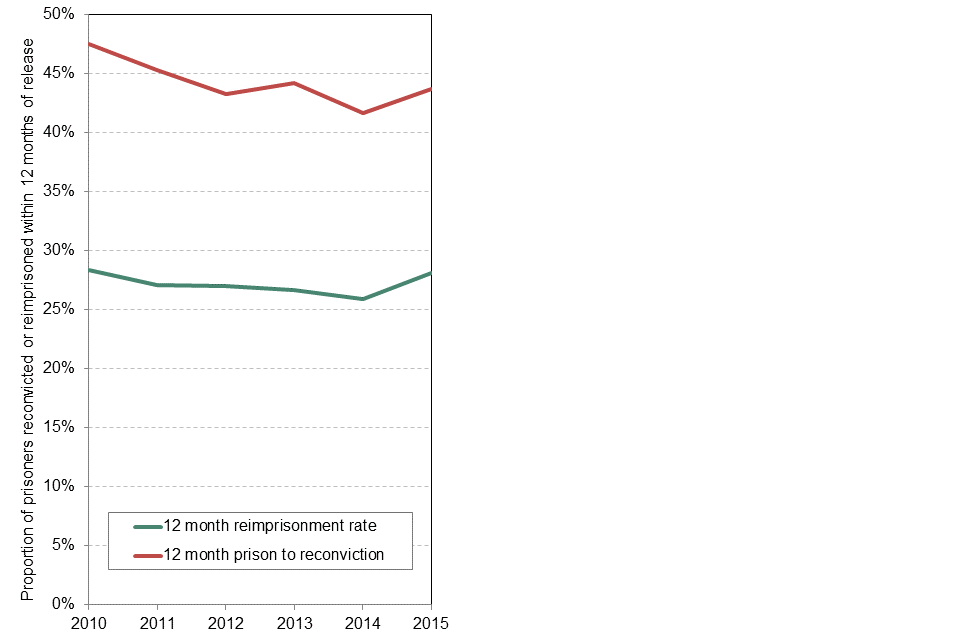 Proportion of prisoners reconvicted or reimprisoned within 12 months of release
50%
45%
40%
35%
30%
25%
20%
15%
10%
5%
0%
12 month reimprisonment rate
12 month prison to reconviction
2010 2011 2012 2013 2014 2015